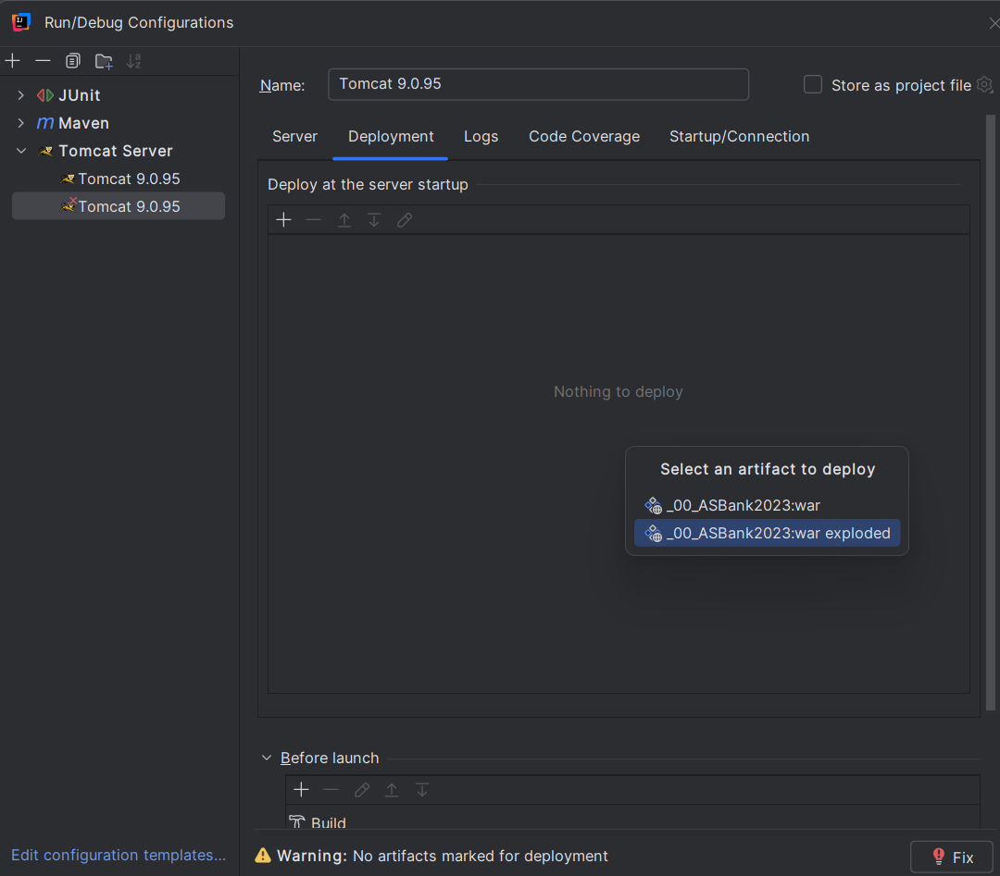 Run/Debug Configurations
JUnit
Maven
Tomcat Server
Tomcat 9.0.95
Tomcat 9.0.95
Edit configuration templates...
Name: Tomcat 9.0.95 Store as project file
Server Deployment Logs Code Coverage Startup/Connection
Deploy at the server startup
Nothing to deploy
Select an artifact to deploy
_00_ASBank2023:war
_00_ASBank2023:war exploded
Before launch
Build
Warning: No artifacts marked for deployment
Fix